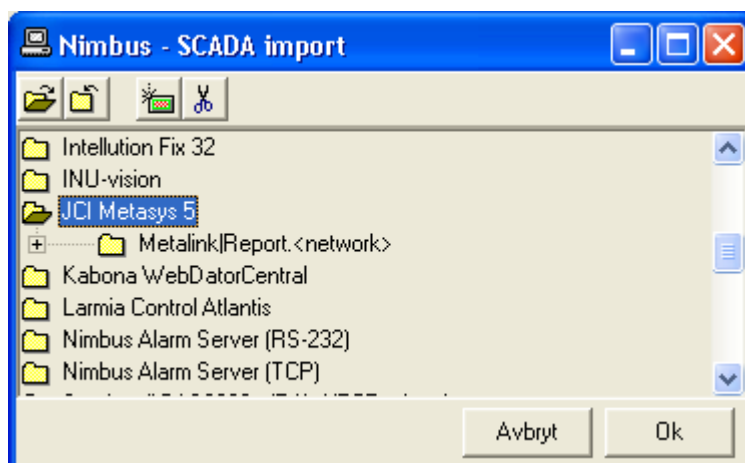 Nimbus - SCADA import
Intellution Fix 32
INU-vision
JCI Metasys 5
Metalink|Report.<network>
Kabona WebDatorCentral
Larmia Control Atlantis
Nimbus Alarm Server (RS-232)
Nimbus Alarm Server (TCP)
Avbryt
Ok